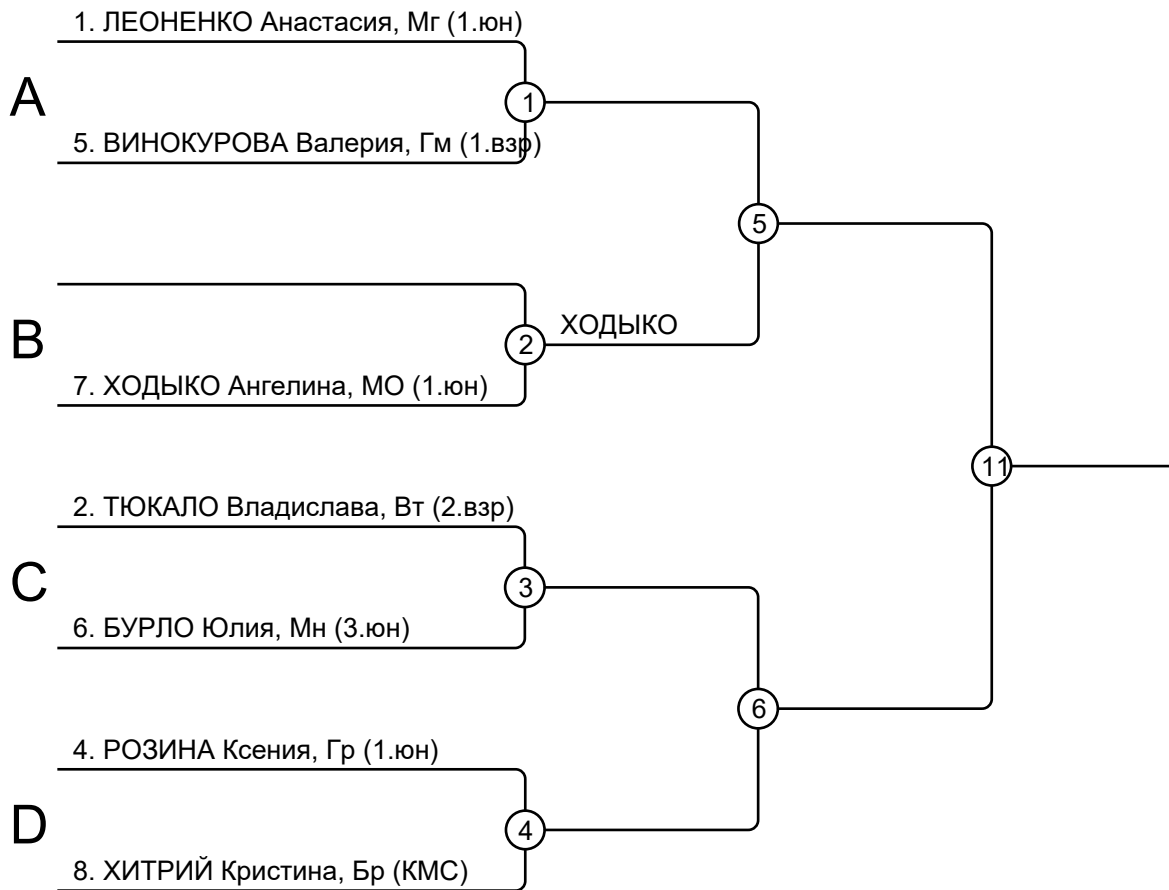 1. ЛЕОНЕНКО Анастасия, Мг (1.юн)
A
1
5. ВИНОКУРОВА Валерия, Гм (1.взр)
5
B
2
ХОДЫКО
7. ХОДЫКО Ангелина, МО (1.юн)
11
2. ТЮКАЛО Владислава, Вт (2.взр)
C
3
6. БУРЛО Юлия, Мн (3.юн)
6
4. РОЗИНА Ксения, Гр (1.юн)
D
4
8. ХИТРИЙ Кристина, Бр (КМС)